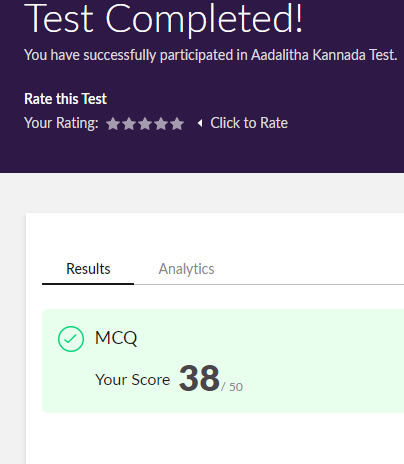 Test Completed!
You have successfully participated in Aadalitha Kannada Test.
Rate this Test
Your Rating: Click to Rate
Results Analytics
MCQ
Your Score 38 / 50